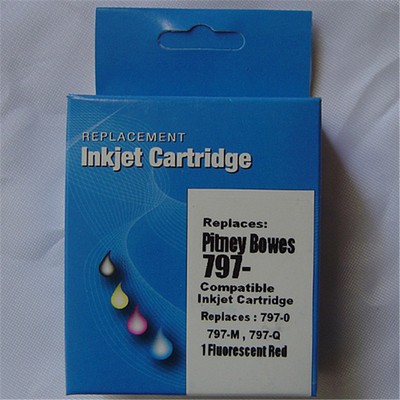 REPLACEMENT
Inkjet Cartridge
Replaces:
Pitney Bowes
797-
Compatible
Inkjet Cartridge
Replaces : 797-0
797-M , 797-Q
1 Fluorescent Red